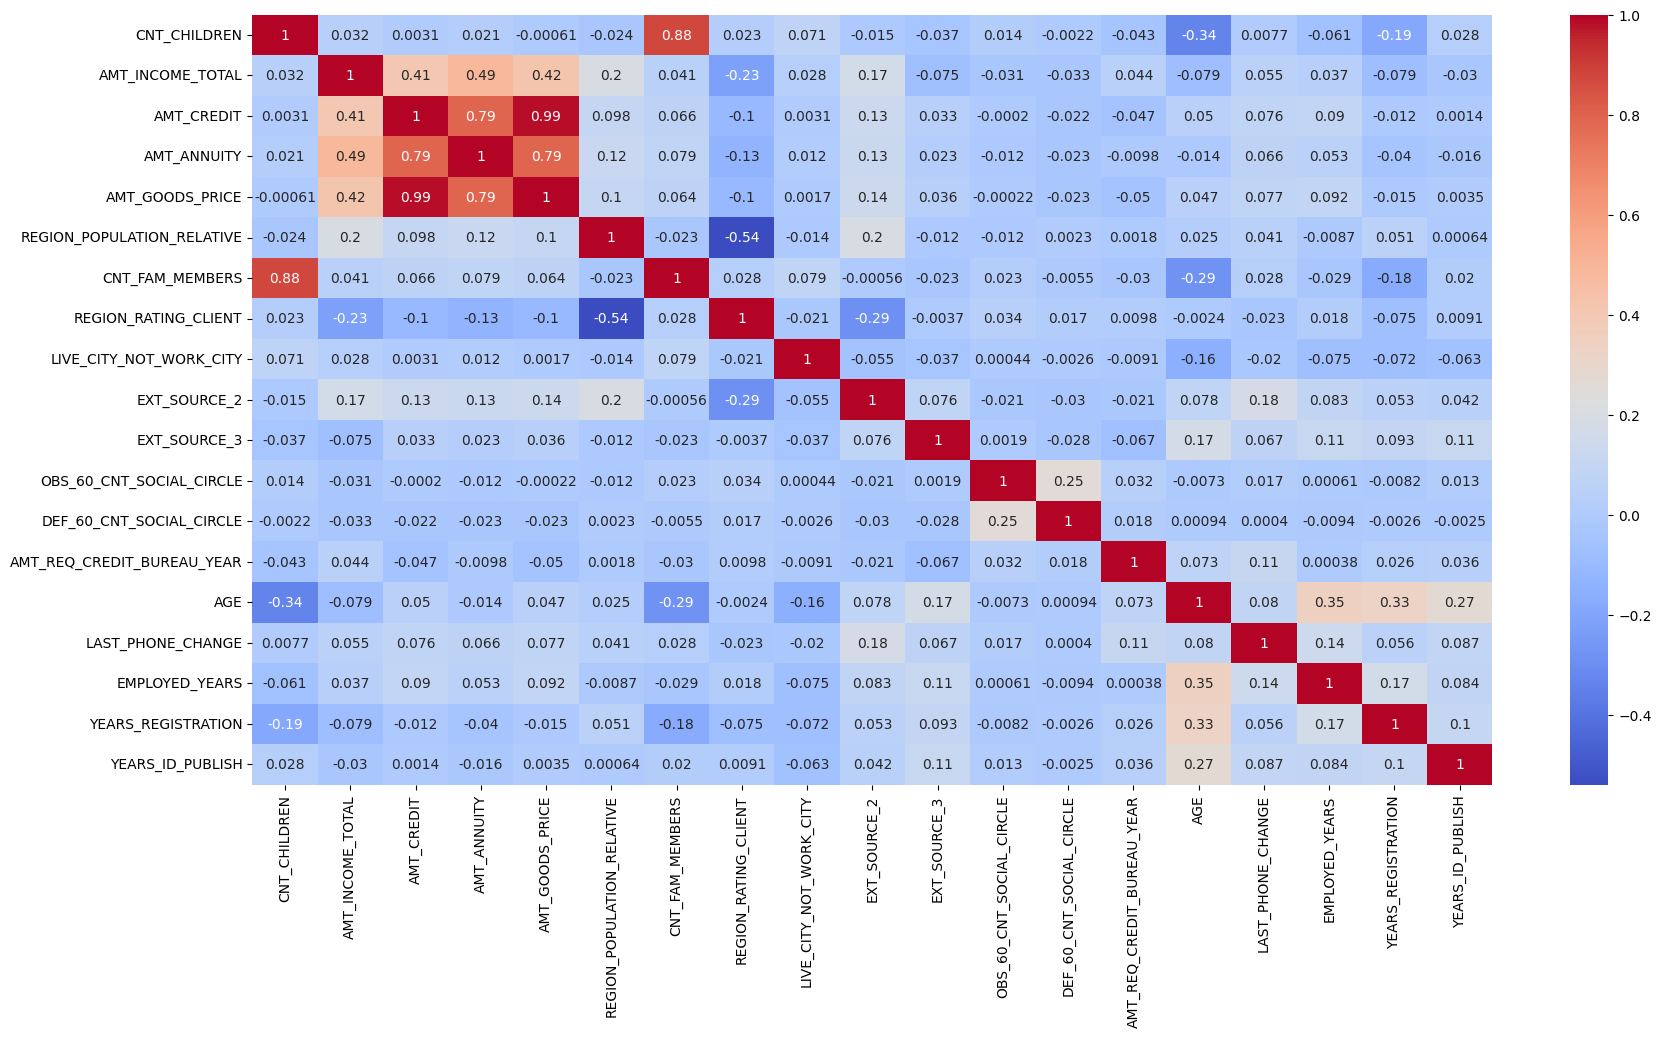 CNT_CHILDREN 1 0.032 0.0031 0.021 -0.00061 -0.024 0.88 0.023 0.071 -0.015 -0.037 0.014 -0.0022 -0.043 -0.34 0.0077 -0.061 -0.19 0.028
AMT_INCOME_TOTAL 0.032 1 0.41 0.49 0.42 0.2 0.041 -0.23 0.028 0.17 -0.075 -0.031 -0.033 0.044 -0.079 0.055 0.037 -0.079 -0.03
AMT_CREDIT 0.0031 0.41 1 0.79 0.99 0.098 0.066 -0.1 0.0031 0.13 0.033 -0.0002 -0.022 -0.047 0.05 0.076 0.09 -0.012 0.0014
AMT_ANNUITY 0.021 0.49 0.79 1 0.79 0.12 0.079 -0.13 0.012 0.13 0.023 -0.012 -0.023 -0.0098 -0.014 0.066 0.053 -0.04 -0.016
AMT_GOODS_PRICE -0.00061 0.42 0.99 0.79 1 0.1 0.064 -0.1 0.0017 0.14 0.036 -0.00022 -0.023 -0.05 0.047 0.077 0.092 -0.015 0.0035
REGION_POPULATION_RELATIVE -0.024 0.2 0.098 0.12 0.1 1 -0.023 -0.54 -0.014 0.2 -0.012 -0.012 0.0023 0.0018 0.025 0.041 -0.0087 0.051 0.00064
CNT_FAM_MEMBERS 0.88 0.041 0.066 0.079 0.064 -0.023 1 0.028 0.079 -0.00056 -0.023 0.023 -0.0055 -0.03 -0.29 0.028 -0.029 -0.18 0.02
REGION_RATING_CLIENT 0.023 -0.23 -0.1 -0.13 -0.1 -0.54 0.028 1 -0.021 -0.29 -0.0037 0.034 0.017 0.0098 -0.0024 -0.023 0.018 -0.075 0.0091
LIVE_CITY_NOT_WORK_CITY 0.071 0.028 0.0031 0.012 0.0017 -0.014 0.079 -0.021 1 -0.055 -0.037 0.00044 -0.0026 -0.0091 -0.16 -0.02 -0.075 -0.072 -0.063
EXT_SOURCE_2 -0.015 0.17 0.13 0.13 0.14 0.2 -0.00056 -0.29 -0.055 1 0.076 -0.021 -0.03 -0.021 0.078 0.18 0.083 0.053 0.042
EXT_SOURCE_3 -0.037 -0.075 0.033 0.023 0.036 -0.012 -0.023 -0.0037 -0.037 0.076 1 0.0019 -0.028 -0.067 0.17 0.067 0.11 0.093 0.11
OBS_60_CNT_SOCIAL_CIRCLE 0.014 -0.031 -0.0002 -0.012 -0.00022 -0.012 0.023 0.034 0.00044 -0.021 0.0019 1 0.25 0.032 -0.0073 0.017 0.00061 -0.0082 0.013
DEF_60_CNT_SOCIAL_CIRCLE -0.0022 -0.033 -0.022 -0.023 -0.023 0.0023 -0.0055 0.017 -0.0026 -0.03 -0.028 0.25 1 0.018 0.00094 0.0004 -0.0094 -0.0026 -0.0025
AMT_REQ_CREDIT_BUREAU_YEAR -0.043 0.044 -0.047 -0.0098 -0.05 0.0018 -0.03 0.0098 -0.0091 -0.021 -0.067 0.032 0.018 1 0.073 0.11 0.00038 0.026 0.036
AGE -0.34 -0.079 0.05 -0.014 0.047 0.025 -0.29 -0.0024 -0.16 0.078 0.17 -0.0073 0.00094 0.073 1 0.08 0.35 0.33 0.27
LAST_PHONE_CHANGE 0.0077 0.055 0.076 0.066 0.077 0.041 0.028 -0.023 -0.02 0.18 0.067 0.017 0.0004 0.11 0.08 1 0.14 0.056 0.087
EMPLOYED_YEARS -0.061 0.037 0.09 0.053 0.092 -0.0087 -0.029 0.018 -0.075 0.083 0.11 0.00061 -0.0094 0.00038 0.35 0.14 1 0.17 0.084
YEARS_REGISTRATION -0.19 -0.079 -0.012 -0.04 -0.015 0.051 -0.18 -0.075 -0.072 0.053 0.093 -0.0082 -0.0026 0.026 0.33 0.056 0.17 1 0.1
YEARS_ID_PUBLISH 0.028 -0.03 0.0014 -0.016 0.0035 0.00064 0.02 0.0091 -0.063 0.042 0.11 0.013 -0.0025 0.036 0.27 0.087 0.084 0.1 1
CNT_CHILDREN
AMT_INCOME_TOTAL
AMT_CREDIT
AMT_ANNUITY
AMT_GOODS_PRICE
REGION_POPULATION_RELATIVE
CNT_FAM_MEMBERS
REGION_RATING_CLIENT
LIVE_CITY_NOT_WORK_CITY
EXT_SOURCE_2
EXT_SOURCE_3
OBS_60_CNT_SOCIAL_CIRCLE
DEF_60_CNT_SOCIAL_CIRCLE
AMT_REQ_CREDIT_BUREAU_YEAR
AGE
LAST_PHONE_CHANGE
EMPLOYED_YEARS
YEARS_REGISTRATION
YEARS_ID_PUBLISH
1.0
0.8
0.6
0.4
0.2
0.0
−0.2
−0.4